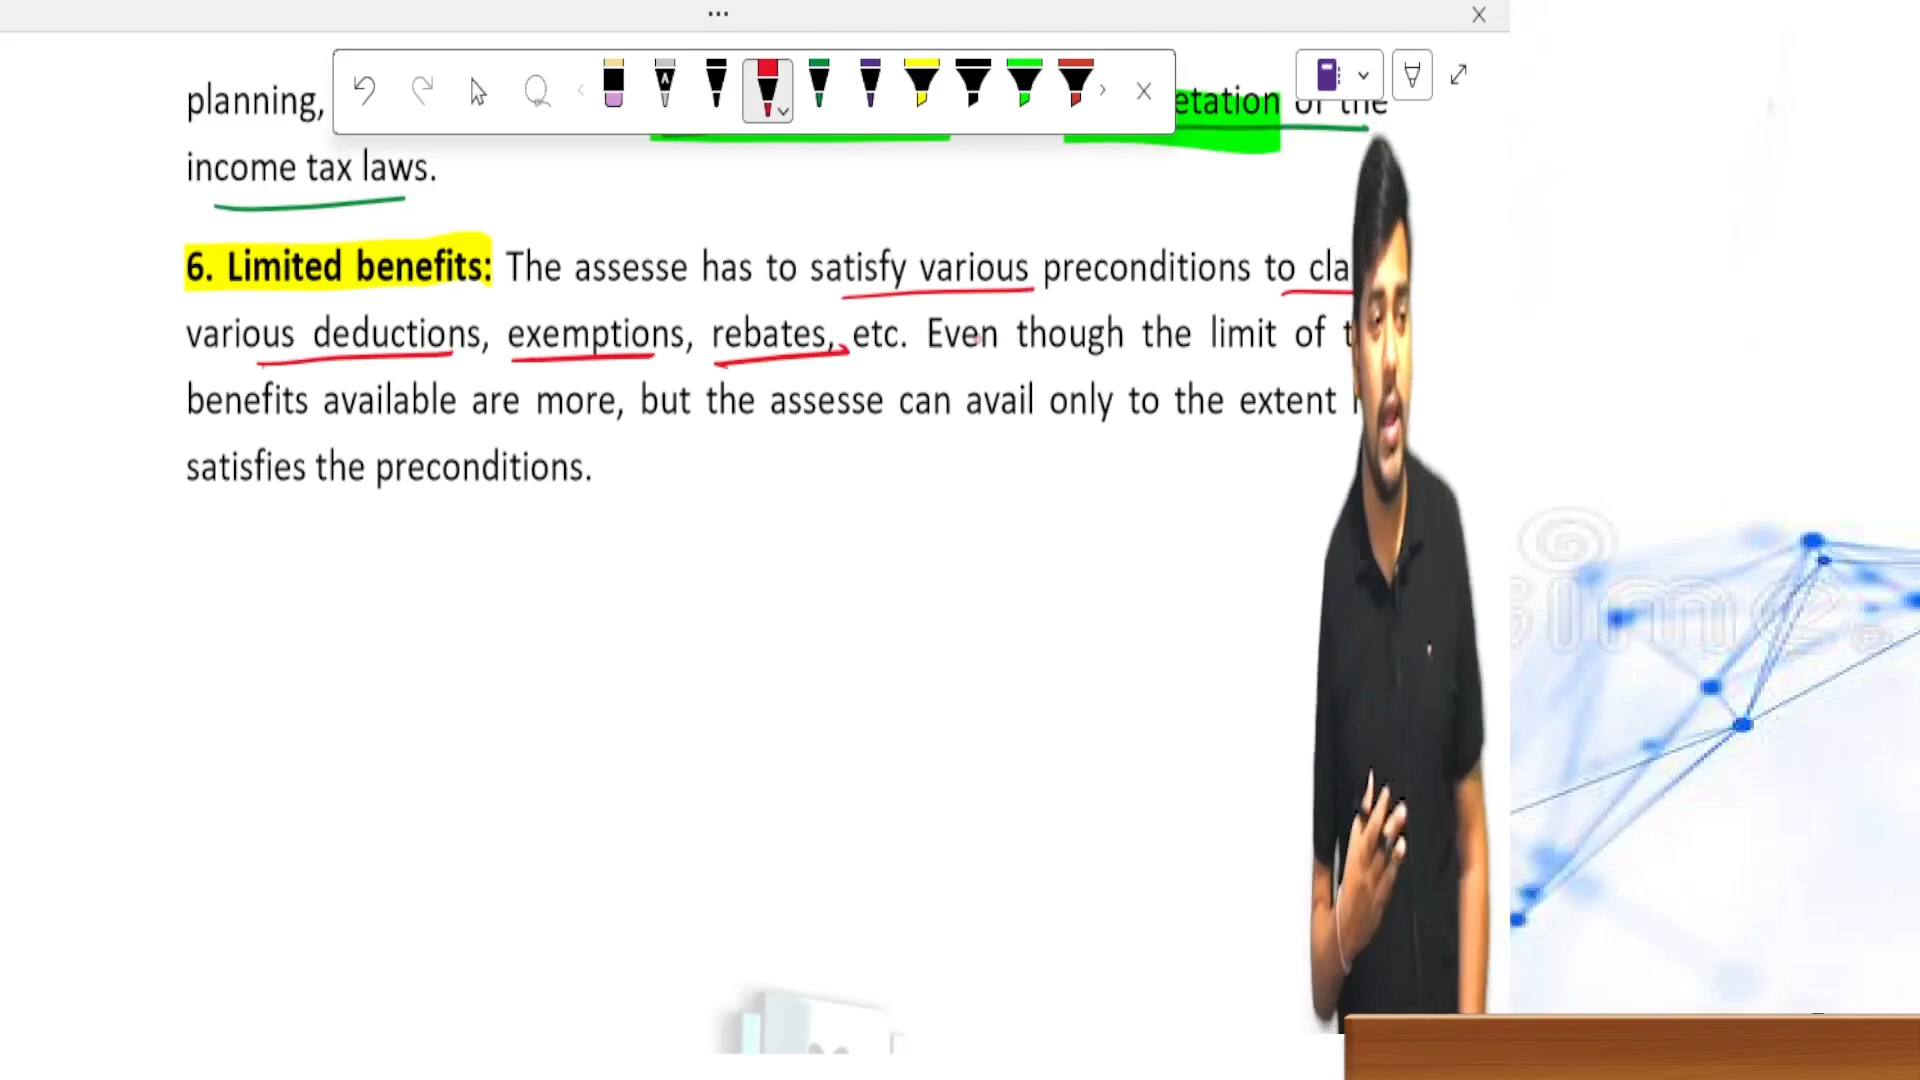 planning, etation of the
income tax laws.
6. Limited benefits: The assesse has to satisfy various preconditions to
various deductions, exemptions, rebates, etc. Even though the limit of
benefits available are more, but the assesse can avail only to the extent
satisfies the preconditions.